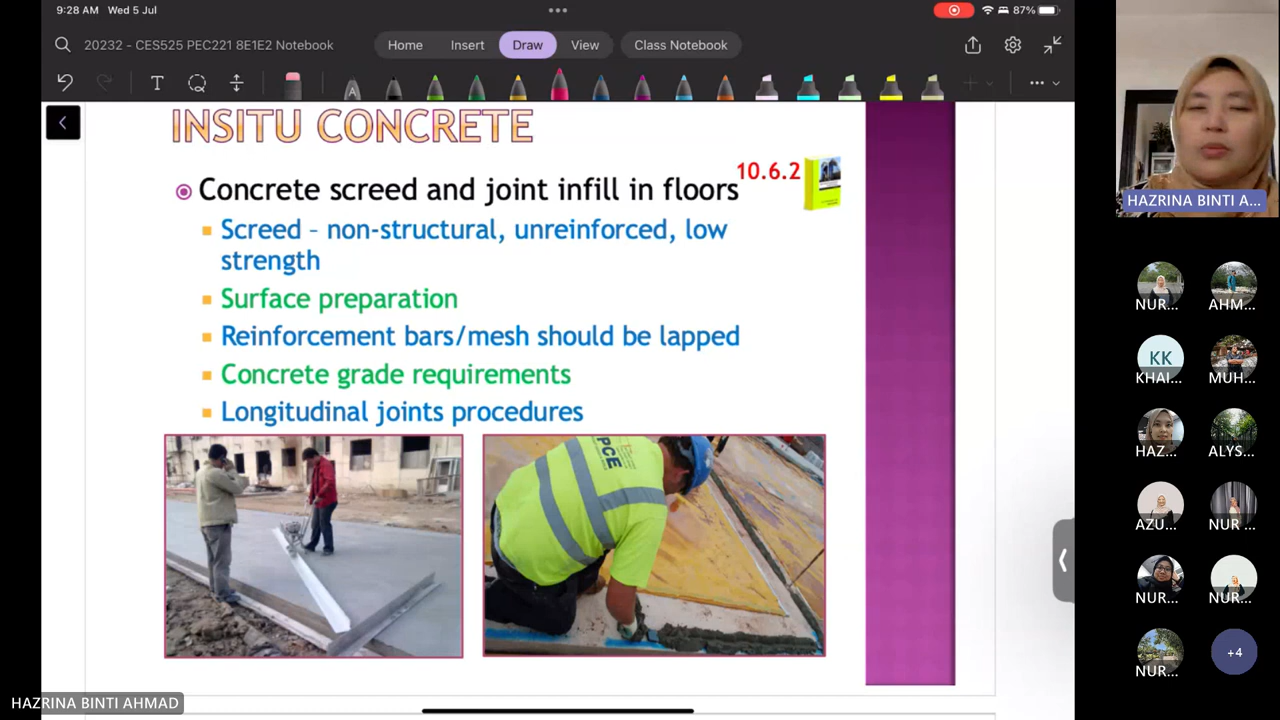 9:28 AM Wed 5 Jul
87%
20232 - CES525 PEC221 8E1E2 Notebook
Home
Insert
Draw
View
Class Notebook
T
A
INSITU CONCRETE
10.6.2
Concrete screed and joint infill in floors
Screed – non-structural, unreinforced, low
strength
Surface preparation
Reinforcement bars/mesh should be lapped
Concrete grade requirements
Longitudinal joints procedures
PCE
HAZRINA BINTI AHMAD
HAZRINA BINTI A...
NUR...
AHM...
KK
KHAI...
MUH...
HAZ...
ALYS...
AZU...
NUR ...
NUR...
NUR...
NUR...
+4